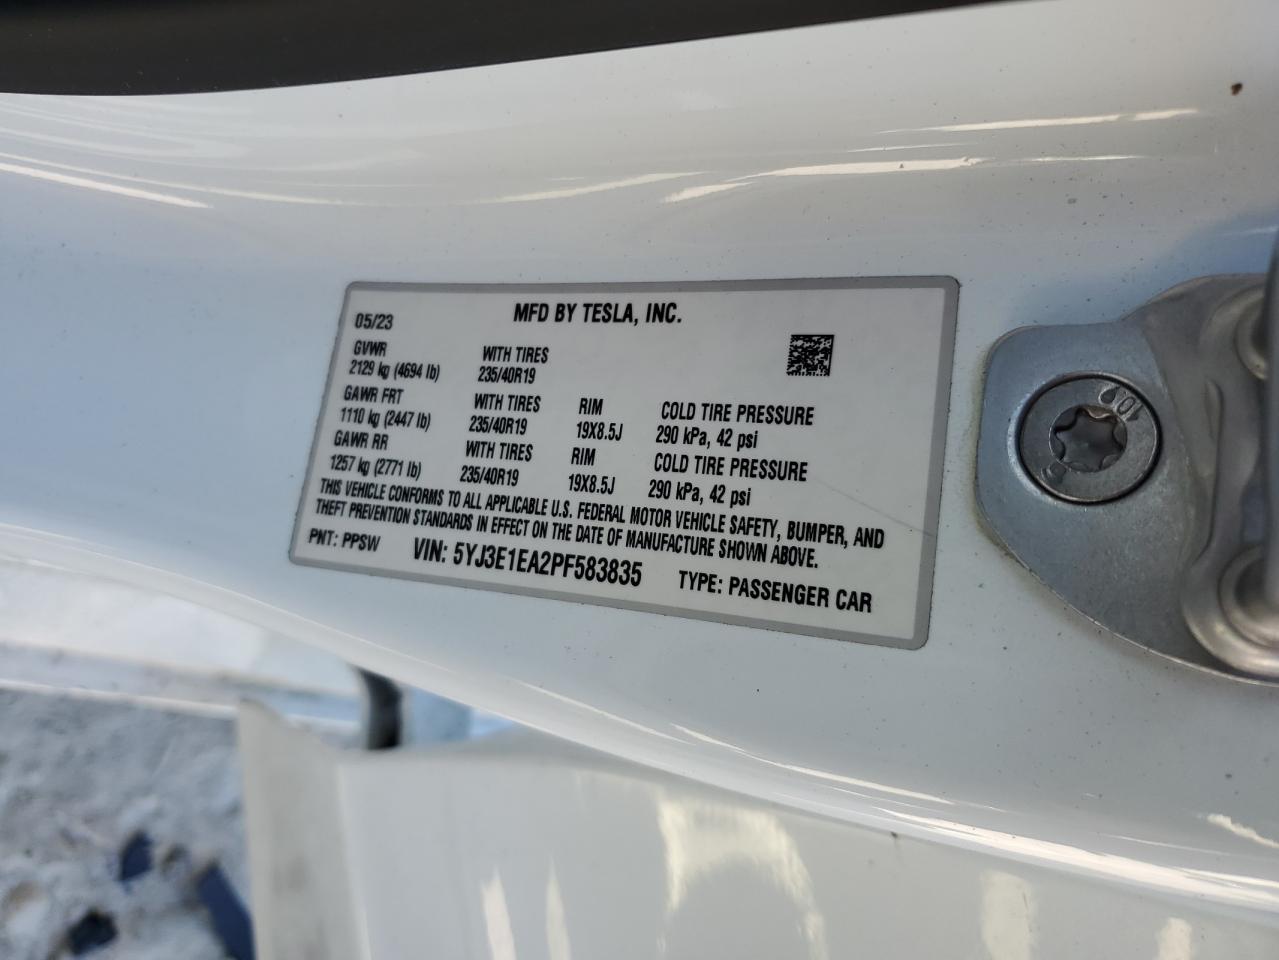 MFD BY TESLA, INC.
05/23
GVWR WITH TIRES
2129 kg (4694 lb) 235/40R19
GAWR FRT WITH TIRES RIM COLD TIRE PRESSURE
1110 kg (2447 lb) 235/40R19 19X8.5J 290 kPa, 42 psi
GAWR RR WITH TIRES RIM COLD TIRE PRESSURE
1257 kg (2771 lb) 235/40R19 19X8.5J 290 kPa, 42 psi
THIS VEHICLE CONFORMS TO ALL APPLICABLE U.S. FEDERAL MOTOR VEHICLE SAFETY, BUMPER, AND
THEFT PREVENTION STANDARDS IN EFFECT ON THE DATE OF MANUFACTURE SHOWN ABOVE.
PNT: PPSW VIN: 5YJ3E1EA2PF583835 TYPE: PASSENGER CAR
10.9